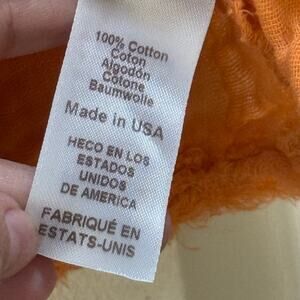 100% Cotton
Coton
Algodón
Cotone
Baumwolle
Made in USA
HECO EN LOS
ESTADOS
UNIDOS
DE AMERICA
FABRIQUÉ EN
ESTATS-UNIS